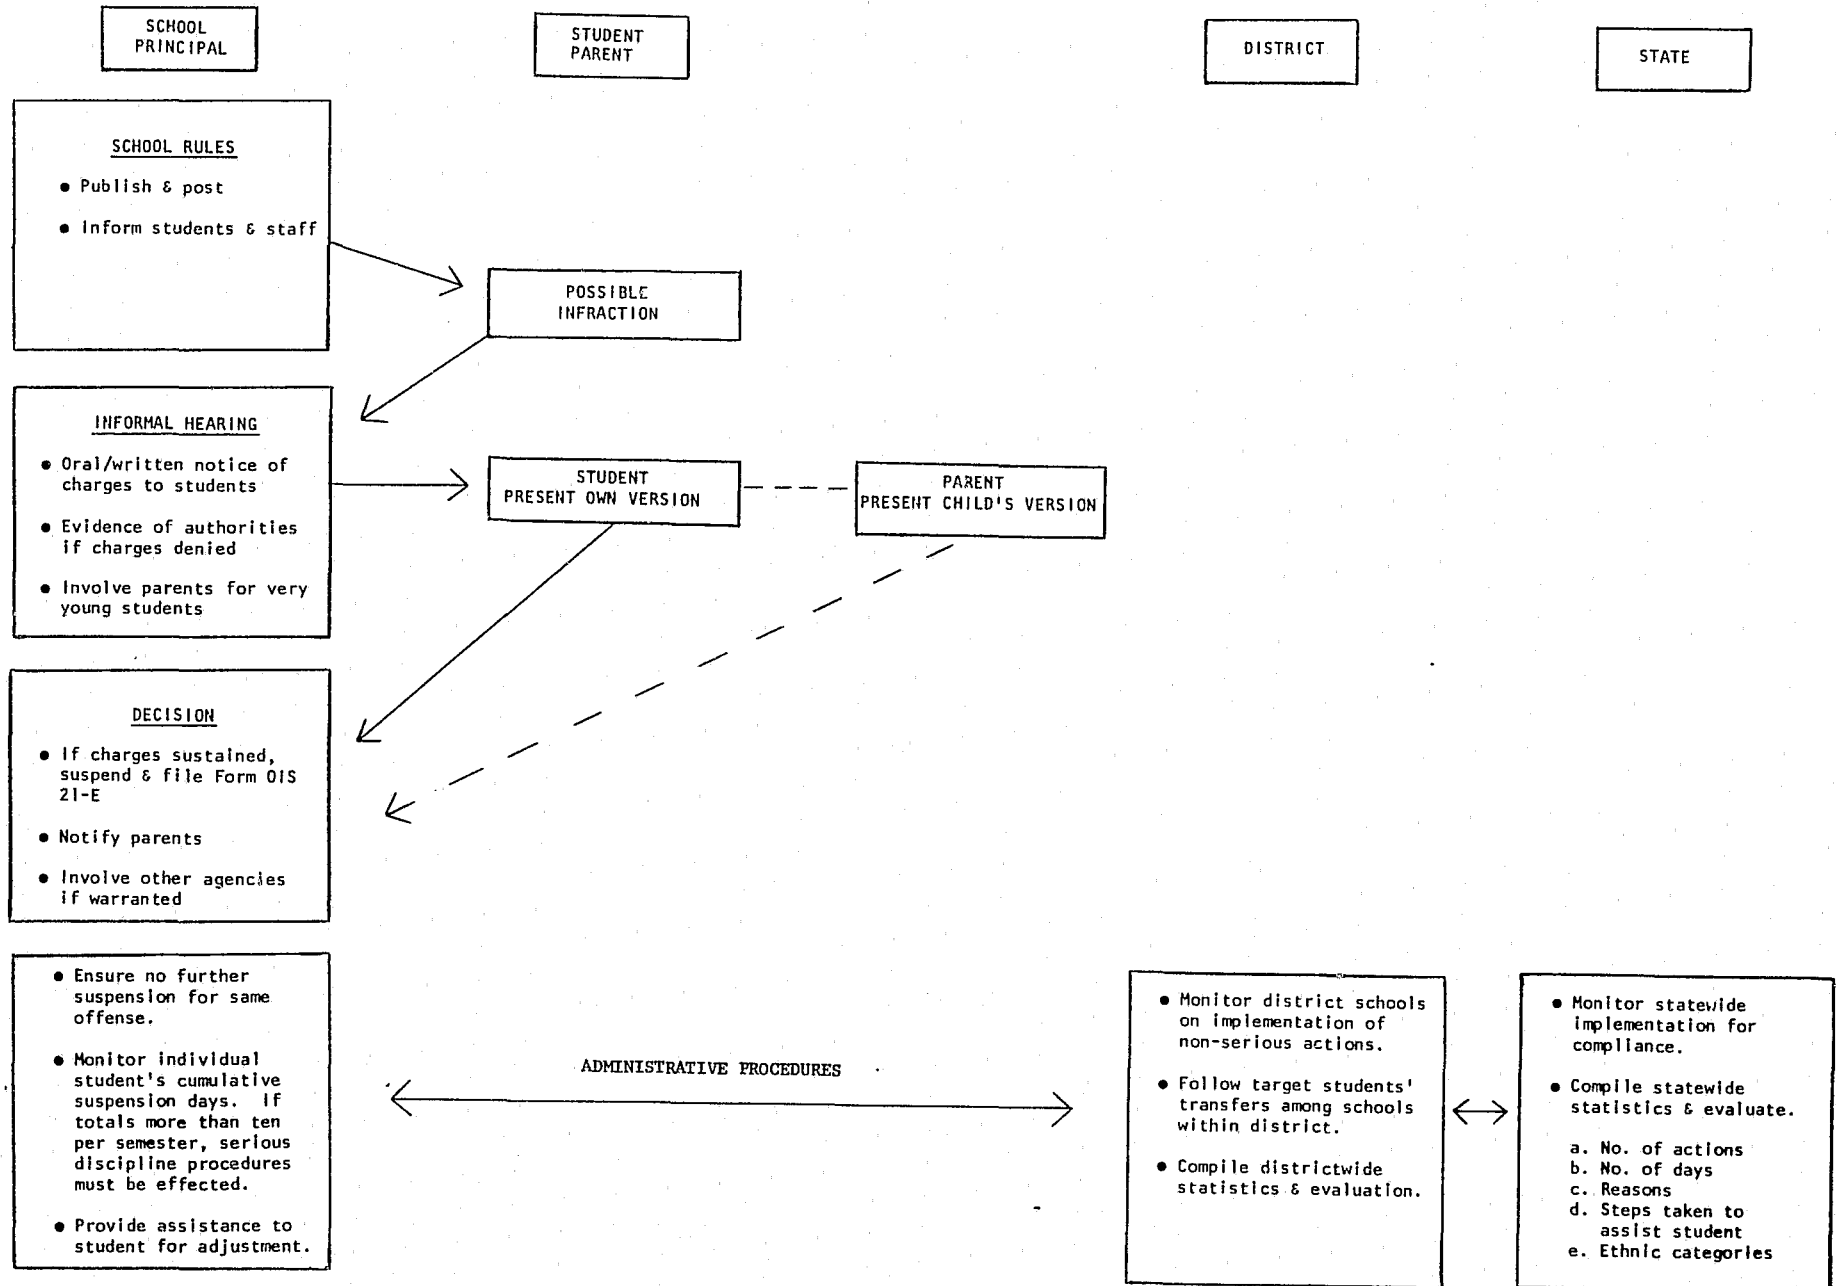 SCHOOL
PRINCIPAL
STUDENT
PARENT
DISTRICT
STATE
SCHOOL RULES
● Publish & post
● Inform students & staff
POSSIBLE
INFRACTION
INFORMAL HEARING
● Oral/written notice of
charges to students
● Evidence of authorities
if charges denied
● Involve parents for very
young students
STUDENT
PRESENT OWN VERSION
PARENT
PRESENT CHILD'S VERSION
DECISION
● If charges sustained,
suspend & file Form OIS
21-E
● Notify parents
● Involve other agencies
if warranted
● Ensure no further
suspension for same
offense.
● Monitor individual
student's cumulative
suspension days. If
totals more than ten
per semester, serious
discipline procedures
must be effected.
● Provide assistance to
student for adjustment.
ADMINISTRATIVE PROCEDURES
● Monitor district schools
on implementation of
non-serious actions.
● Follow target students'
transfers among schools
within district.
● Compile districtwide
statistics & evaluation.
● Monitor statewide
implementation for
compliance.
● Compile statewide
statistics & evaluate.
a. No. of actions
b. No. of days
c. Reasons
d. Steps taken to
assist student
e. Ethnic categories